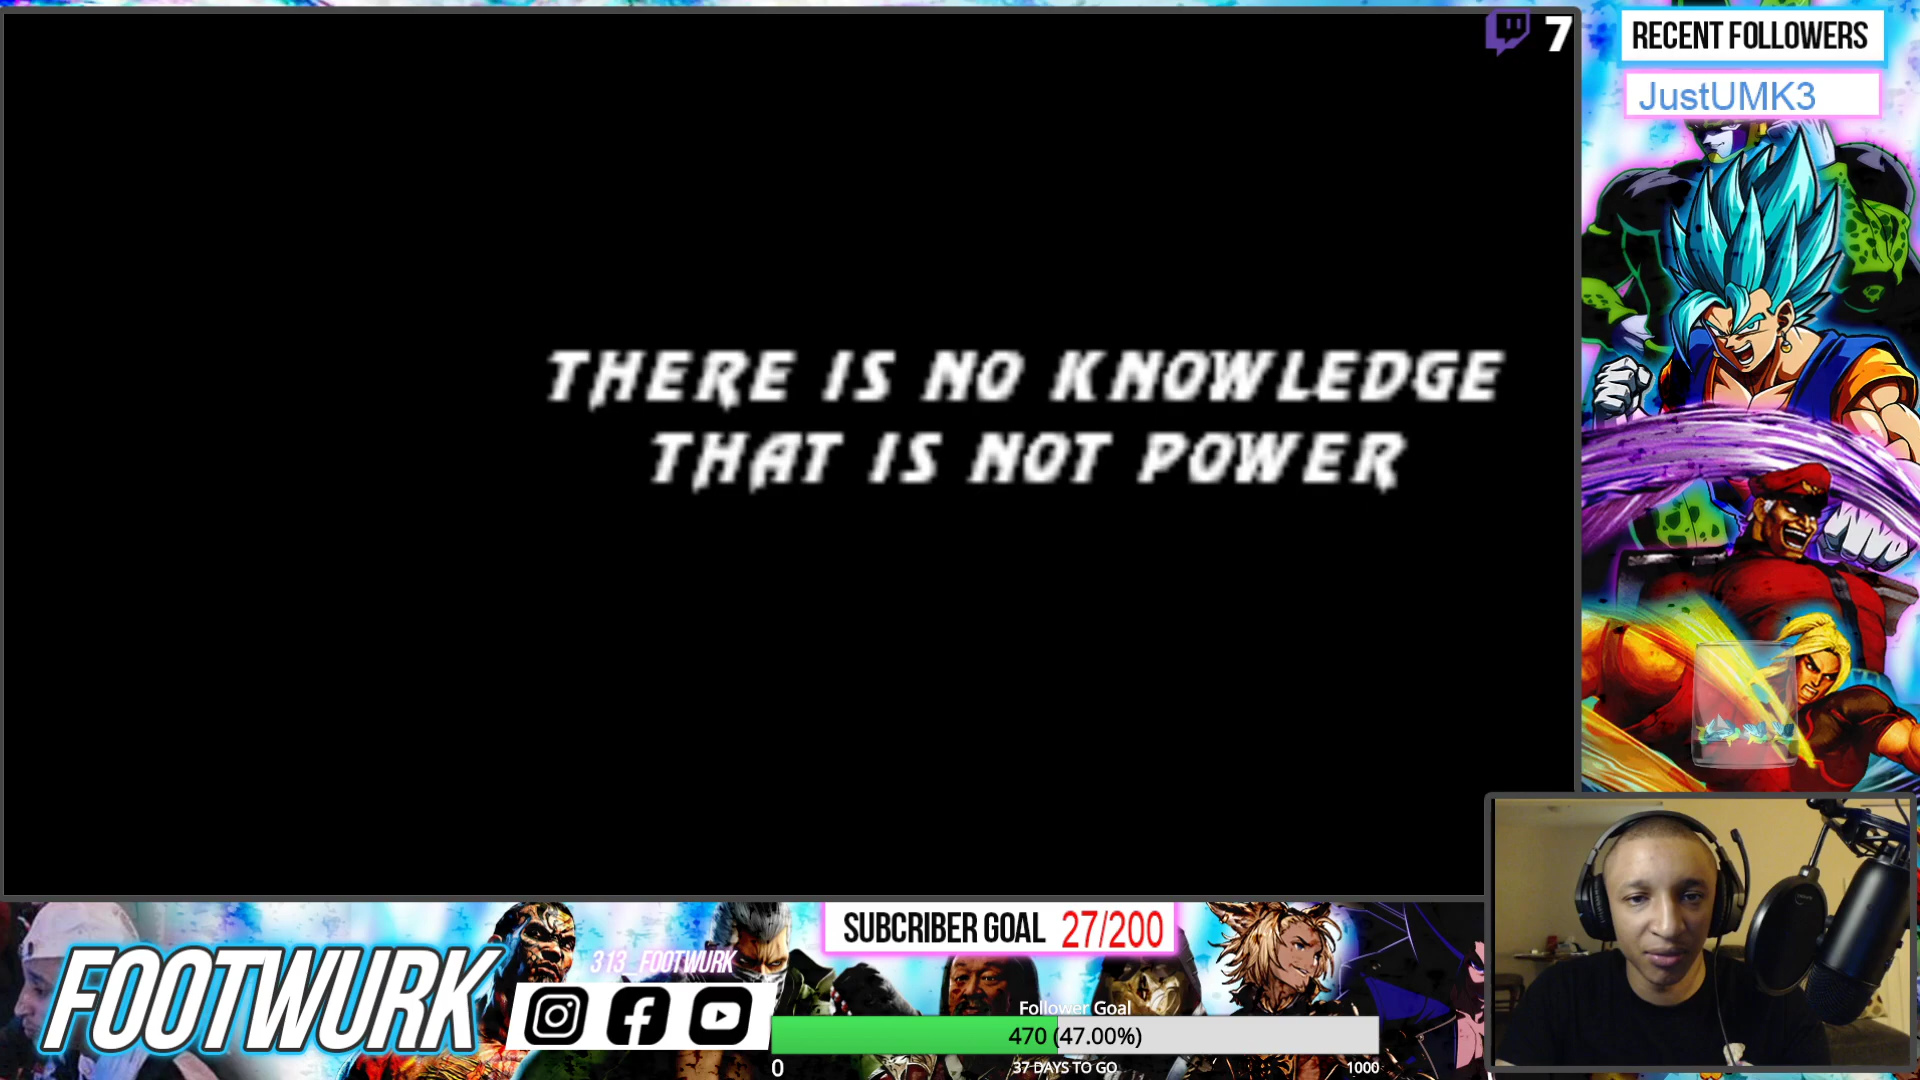 7
RECENT FOLLOWERS
JustUMK3
THERE IS NO KNOWLEDGE
THAT IS NOT POWER
SUBCRIBER GOAL 27/200
FOOTWURK
313_FOOTWURK
Follower Goal
470 (47.00%)
0
37 DAYS TO GO
1000